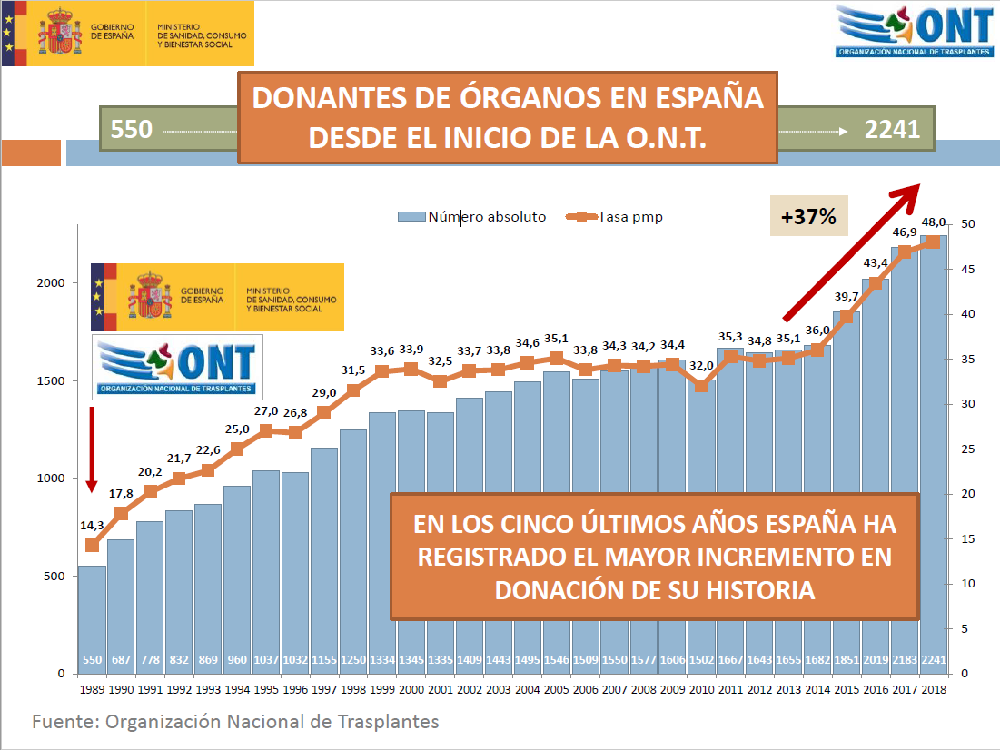 GOBIERNO
DE ESPAÑA
MINISTERIO
DE SANIDAD, CONSUMO
Y BIENESTAR SOCIAL
ONT
ORGANIZACIÓN NACIONAL DE TRASPLANTES
DONANTES DE ÓRGANOS EN ESPAÑA
DESDE EL INICIO DE LA O.N.T.
550
2241
Número absoluto
Tasa pmp
+37%
GOBIERNO
DE ESPAÑA
MINISTERIO
DE SANIDAD, CONSUMO
Y BIENESTAR SOCIAL
ONT
ORGANIZACIÓN NACIONAL DE TRASPLANTES
2000
1500
1000
500
0
14,3 17,8 20,2 21,7 22,6 25,0 27,0 26,8 29,0 31,5 33,6 33,9 32,5 33,7 33,8 34,6 35,1 33,8 34,3 34,2 34,4 32,0 35,3 34,8 35,1 36,0 39,7 43,4 46,9 48,0
50
45
40
35
30
25
20
15
10
5
0
EN LOS CINCO ÚLTIMOS AÑOS ESPAÑA HA
REGISTRADO EL MAYOR INCREMENTO EN
DONACIÓN DE SU HISTORIA
550 687 778 832 869 960 1037 1032 1155 1250 1334 1345 1335 1409 1443 1495 1546 1509 1550 1577 1606 1502 1667 1643 1655 1682 1851 2019 2183 2241
1989 1990 1991 1992 1993 1994 1995 1996 1997 1998 1999 2000 2001 2002 2003 2004 2005 2006 2007 2008 2009 2010 2011 2012 2013 2014 2015 2016 2017 2018
Fuente: Organización Nacional de Trasplantes